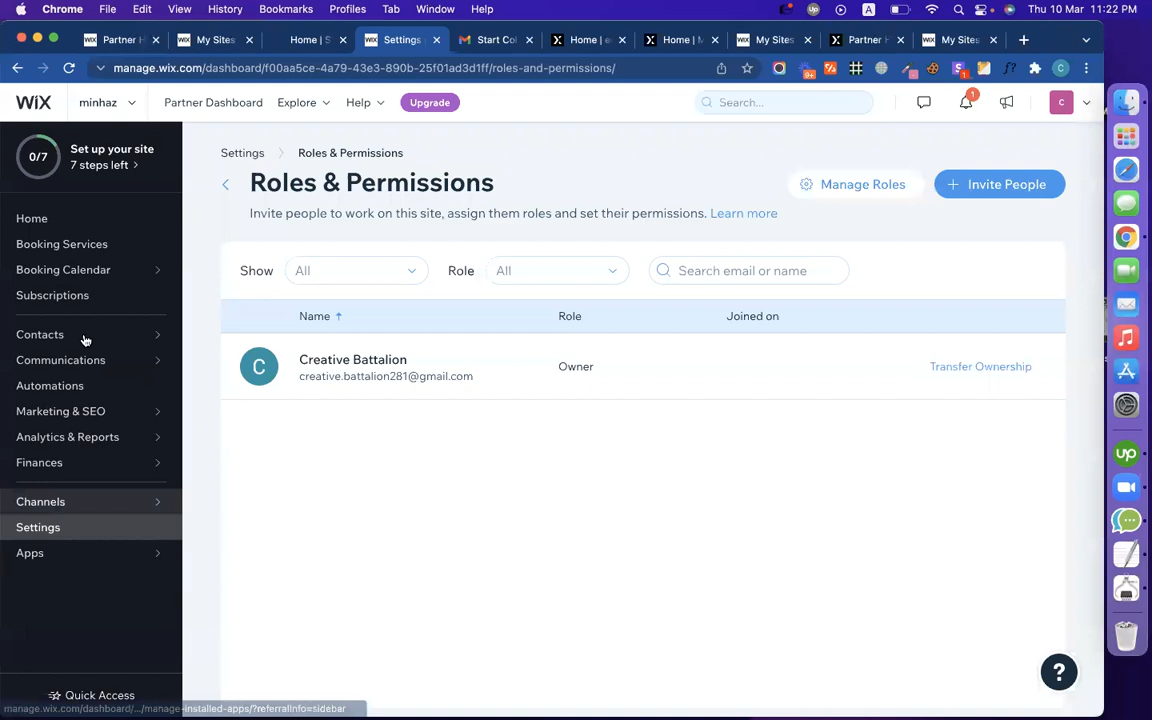 Chrome File Edit View History Bookmarks Profiles Tab Window Help A Thu 10 Mar 11:22 PM
WiX Partner H My Sites Home | S Settings Start Col Home | e Home | M My Sites Partner H WiX My Sites
manage.wix.com/dashboard/f00aa5ce-4a79-43e3-890b-25f01ad3d1ff/roles-and-permissions/ C
WiX minhaz Partner Dashboard Explore Help Upgrade Search... 1 C
0/7 Set up your site
7 steps left >
Home
Booking Services
Booking Calendar
Subscriptions
Contacts
Communications
Automations
Marketing & SEO
Analytics & Reports
Finances
Channels
Settings
Apps
Quick Access
manage.wix.com/dashboard/.../manage-installed-apps/?referralInfo=sidebar
Settings > Roles & Permissions
Roles & Permissions
Manage Roles
+ Invite People
Invite people to work on this site, assign them roles and set their permissions. Learn more
Show All Role All Search email or name
Name ↑ Role Joined on
C Creative Battalion Owner Transfer Ownership
creative.battalion281@gmail.com
?
up